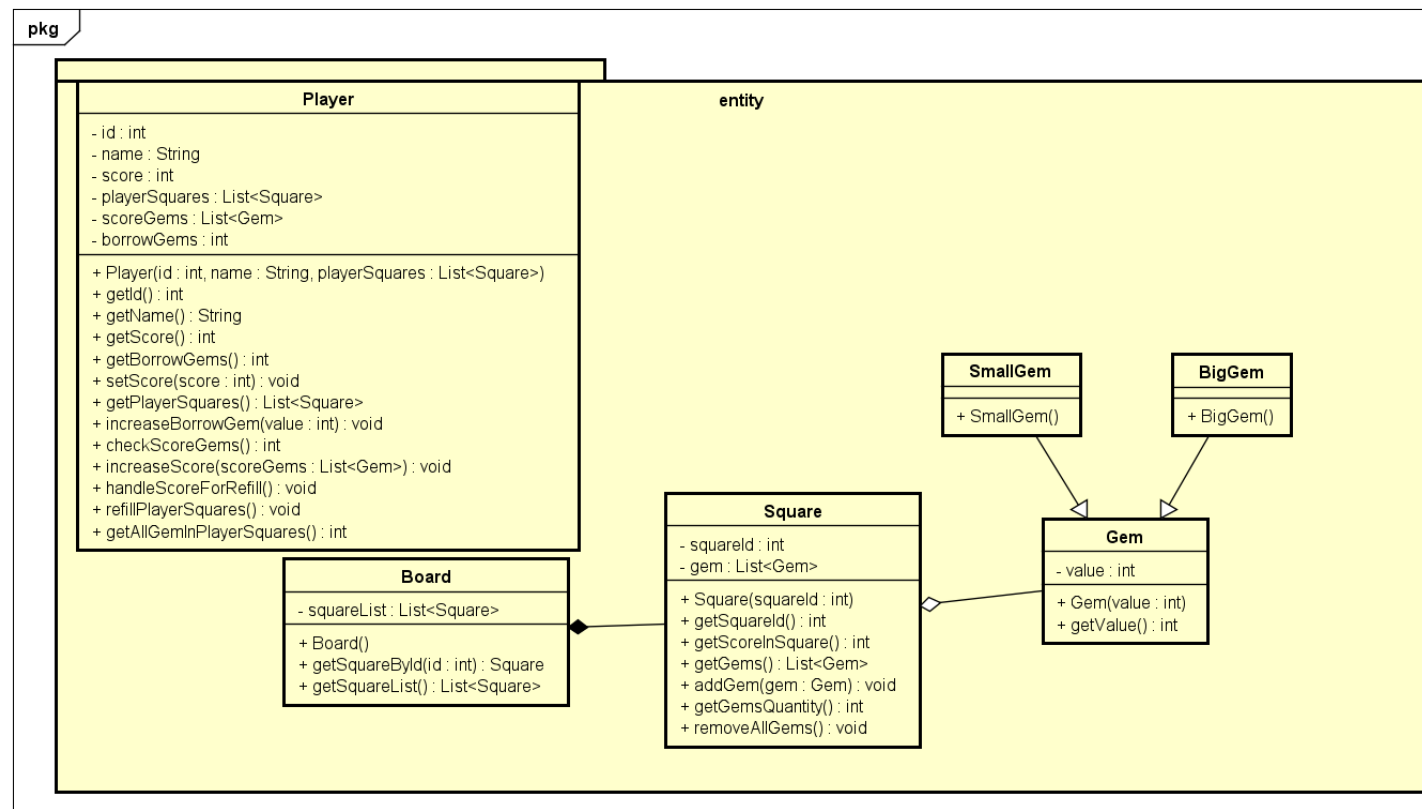 pkg
entity
Player
- id : int
- name : String
- score : int
- playerSquares : List<Square>
- scoreGems : List<Gem>
- borrowGems : int
+ Player(id : int, name : String, playerSquares : List<Square>)
+ getId() : int
+ getName() : String
+ getScore() : int
+ getBorrowGems() : int
+ setScore(score : int) : void
+ getPlayerSquares() : List<Square>
+ increaseBorrowGem(value : int) : void
+ checkScoreGems() : int
+ increaseScore(scoreGems : List<Gem>) : void
+ handleScoreForRefill() : void
+ refillPlayerSquares() : void
+ getAllGemInPlayerSquares() : int
Board
- squareList : List<Square>
+ Board()
+ getSquareById(id : int) : Square
+ getSquareList() : List<Square>
Square
- squareId : int
- gem : List<Gem>
+ Square(squareId : int)
+ getSquareId() : int
+ getScoreInSquare() : int
+ getGems() : List<Gem>
+ addGem(gem : Gem) : void
+ getGemsQuantity() : int
+ removeAllGems() : void
SmallGem
+ SmallGem()
BigGem
+ BigGem()
Gem
- value : int
+ Gem(value : int)
+ getValue() : int